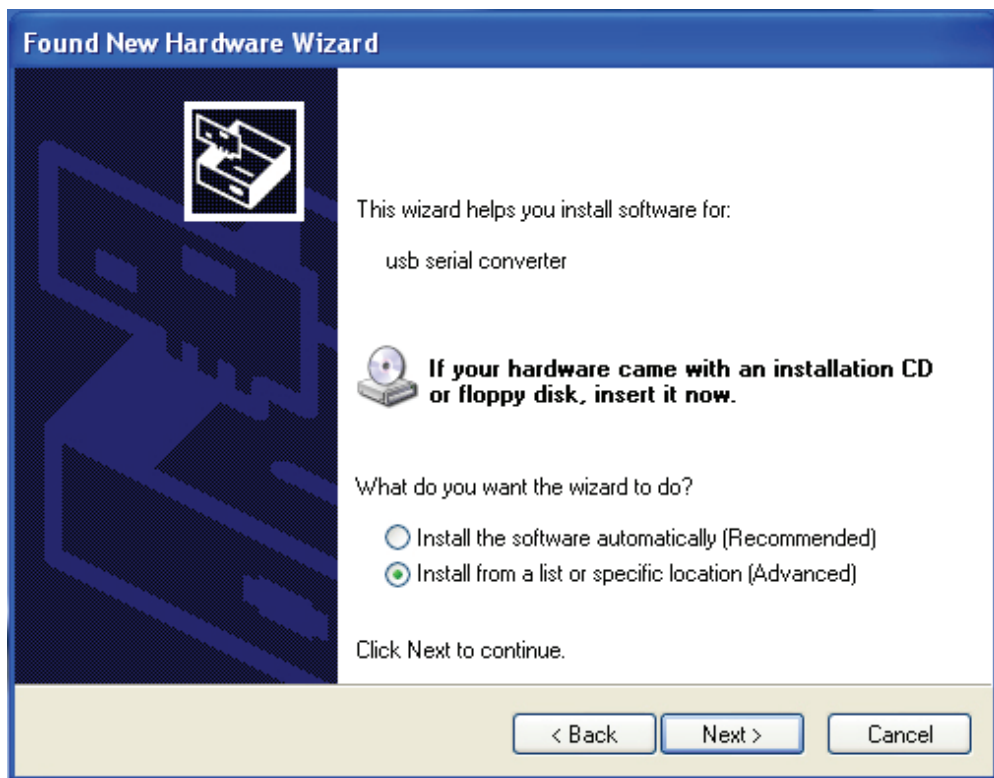 Found New Hardware Wizard
This wizard helps you install software for:
usb serial converter
If your hardware came with an installation CD
or floppy disk, insert it now.
What do you want the wizard to do?
Install the software automatically (Recommended)
Install from a list or specific location (Advanced)
Click Next to continue.
< Back
Next >
Cancel